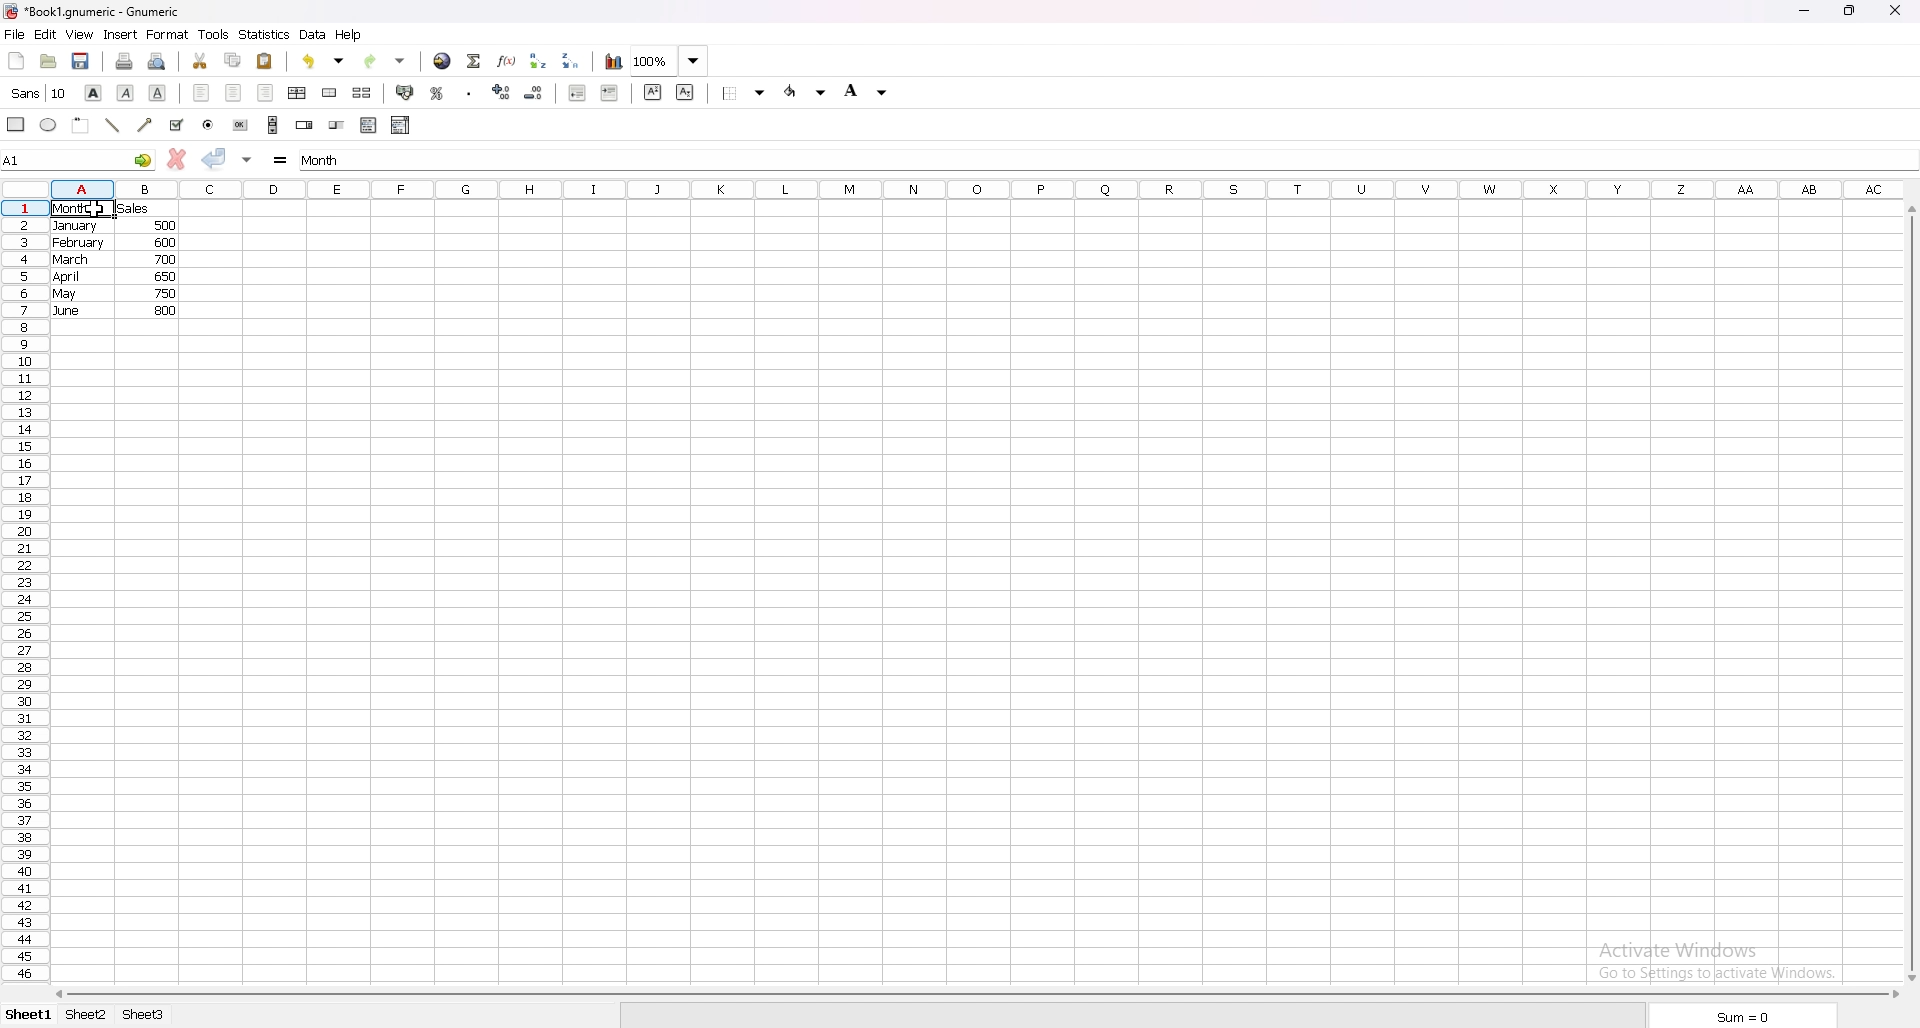 *Book1.gnumeric - Gnumeric
File Edit View Insert Format Tools Statistics Data Help
f(x) 100%
Sans 10 A A A % A A
OK
A1 = Month
A B C D E F G H I J K L M N O P Q R S T U V W X Y Z AA AB AC
1 Month Sales
2 January 500
3 February 600
4 March 700
5 April 650
6 May 750
7 June 800
8
9
10
11
12
13
14
15
16
17
18
19
20
21
22
23
24
25
26
27
28
29
30
31
32
33
34
35
36
37
38
39
40
41
42
43
44
45
46
Activate Windows
Go to Settings to activate Windows.
Sheet1 Sheet2 Sheet3 Sum = 0